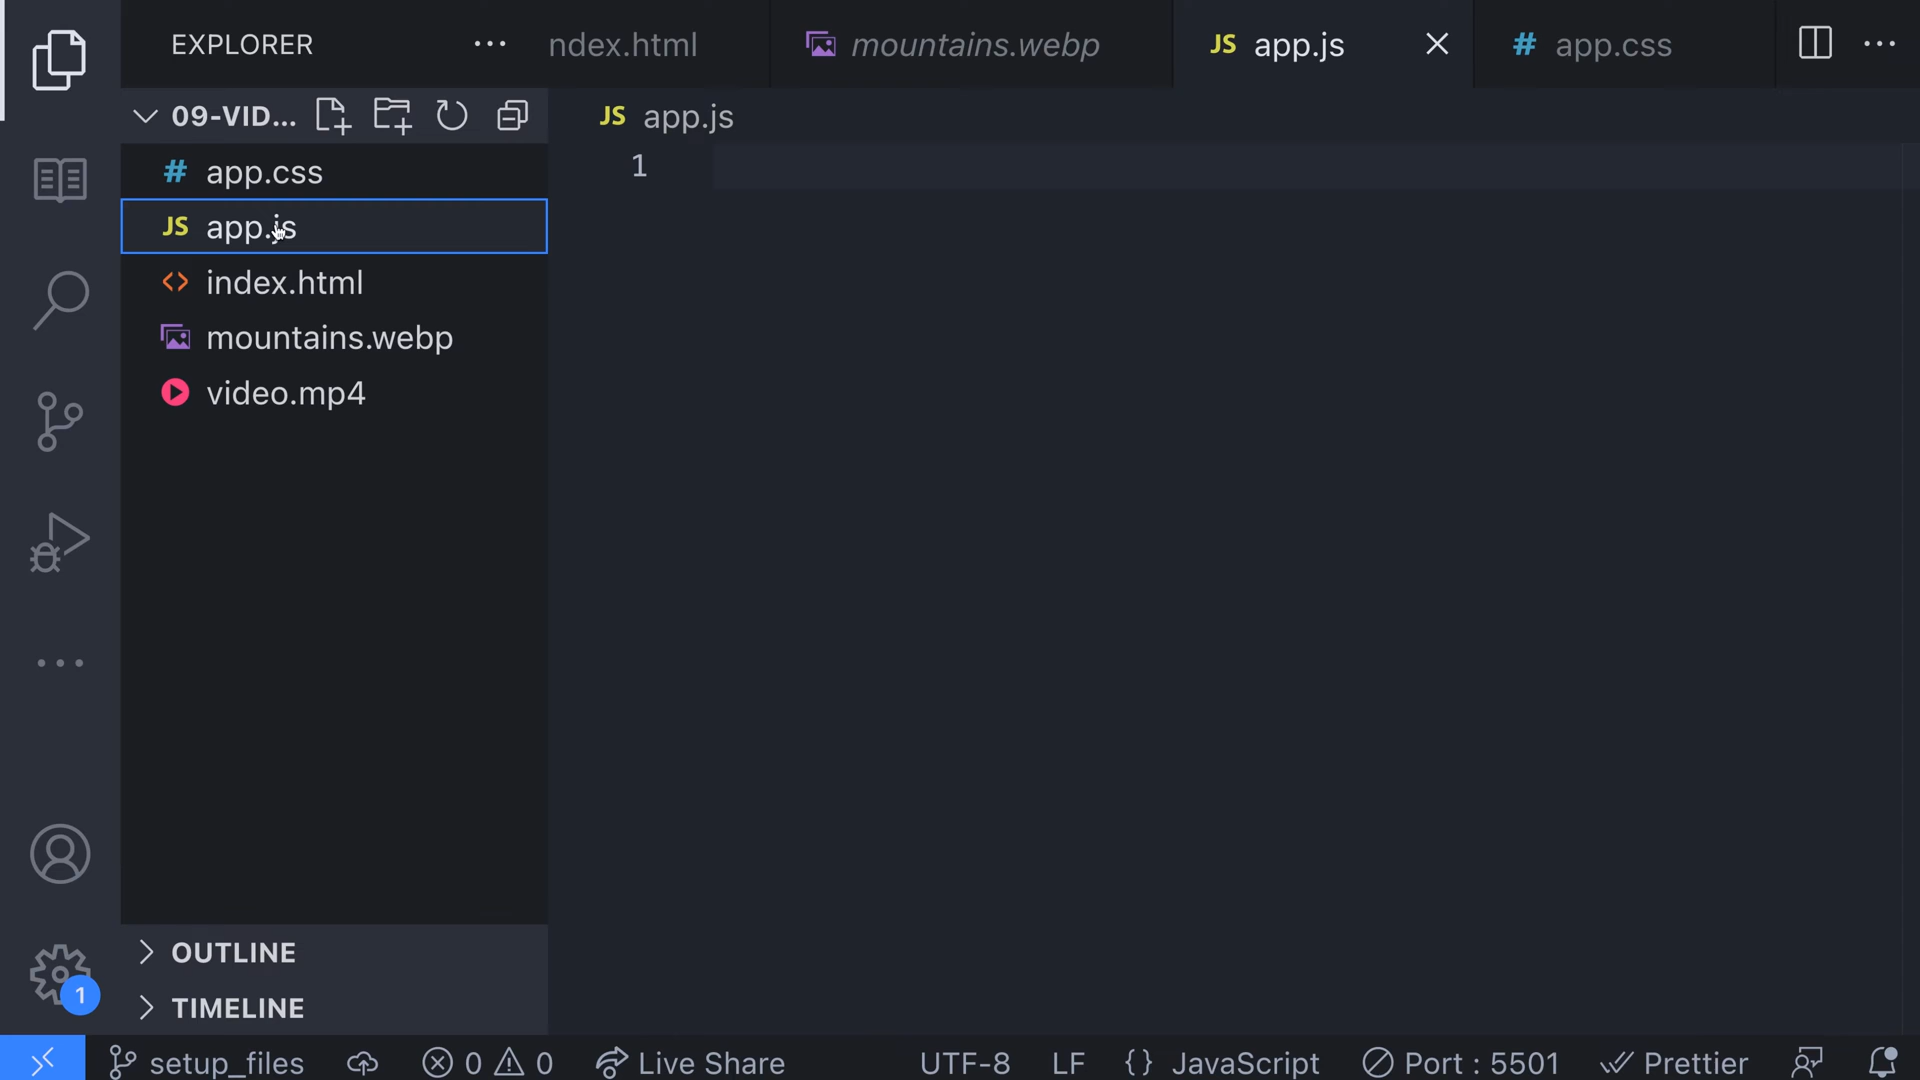 EXPLORER
ndex.html
mountains.webp
JS app.js
# app.css
09-VID...
JS app.js
# app.css
1
JS app.js
<> index.html
mountains.webp
video.mp4
OUTLINE
TIMELINE
1
setup_files
0
0
Live Share
UTF-8
LF
{} JavaScript
Port : 5501
Prettier